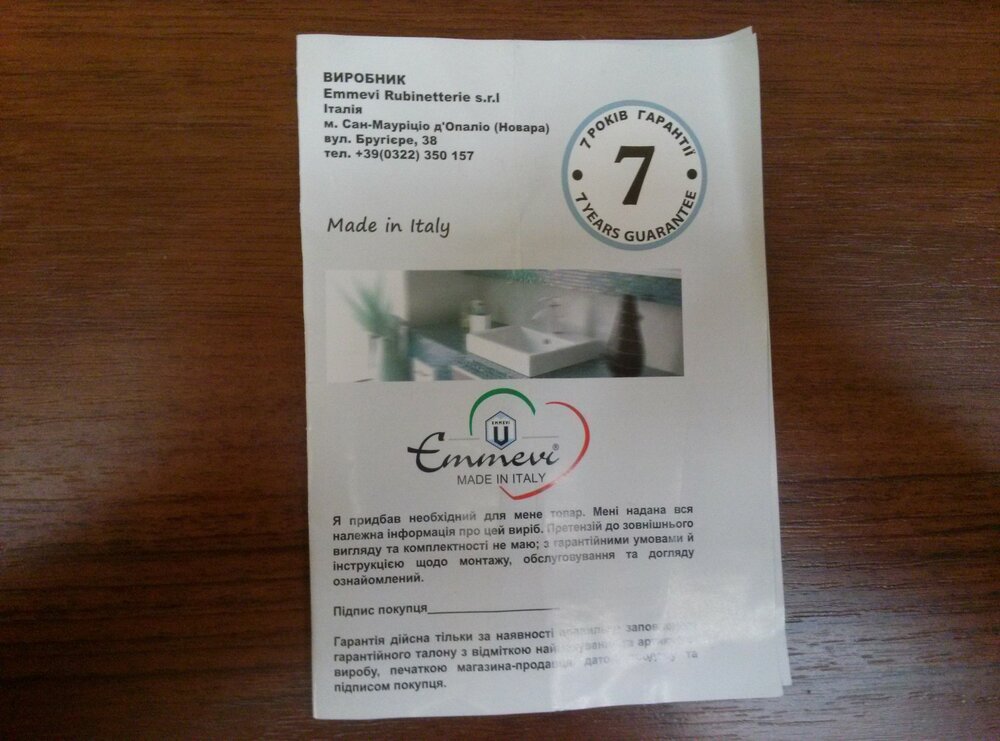 ВИРОБНИК
Emmevi Rubinetterie s.r.l
Італія
м. Сан-Мауріціо д'Опаліо (Новара)
вул. Бругієре, 38
тел. +39(0322) 350 157
7 РОКІВ ГАРАНТІЇ
7
7 YEARS GUARANTEE
Made in Italy
EMMEVI
Emmevi®
MADE IN ITALY
Я придбав необхідний для мене товар. Мені надана вся
належна інформація про цей виріб. Претензій до зовнішнього
вигляду та комплектності не маю; з гарантійними умовами й
інструкцією щодо монтажу, обслуговування та догляду
ознайомлений.
Підпис покупця
Гарантія дійсна тільки за наявності
гарантійного талону з відміткою
виробу, печаткою магазина-продавця та
підписом покупця.